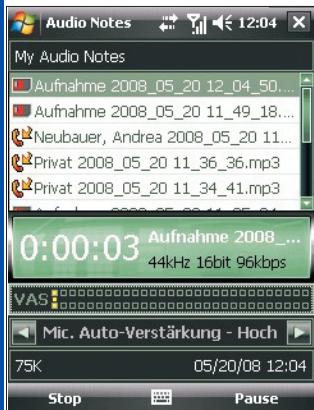 Audio Notes 12:04
My Audio Notes
Aufnahme 2008_05_20 12_04_50....
Aufnahme 2008_05_20 11_49_18....
Neubauer, Andrea 2008_05_20 11...
Privat 2008_05_20 11_36_36.mp3
Privat 2008_05_20 11_34_41.mp3
0:00:03 Aufnahme 2008_...
44kHz 16bit 96kbps
VAS
Mic. Auto-Verstärkung - Hoch
75K 05/20/08 12:04
Stop Pause